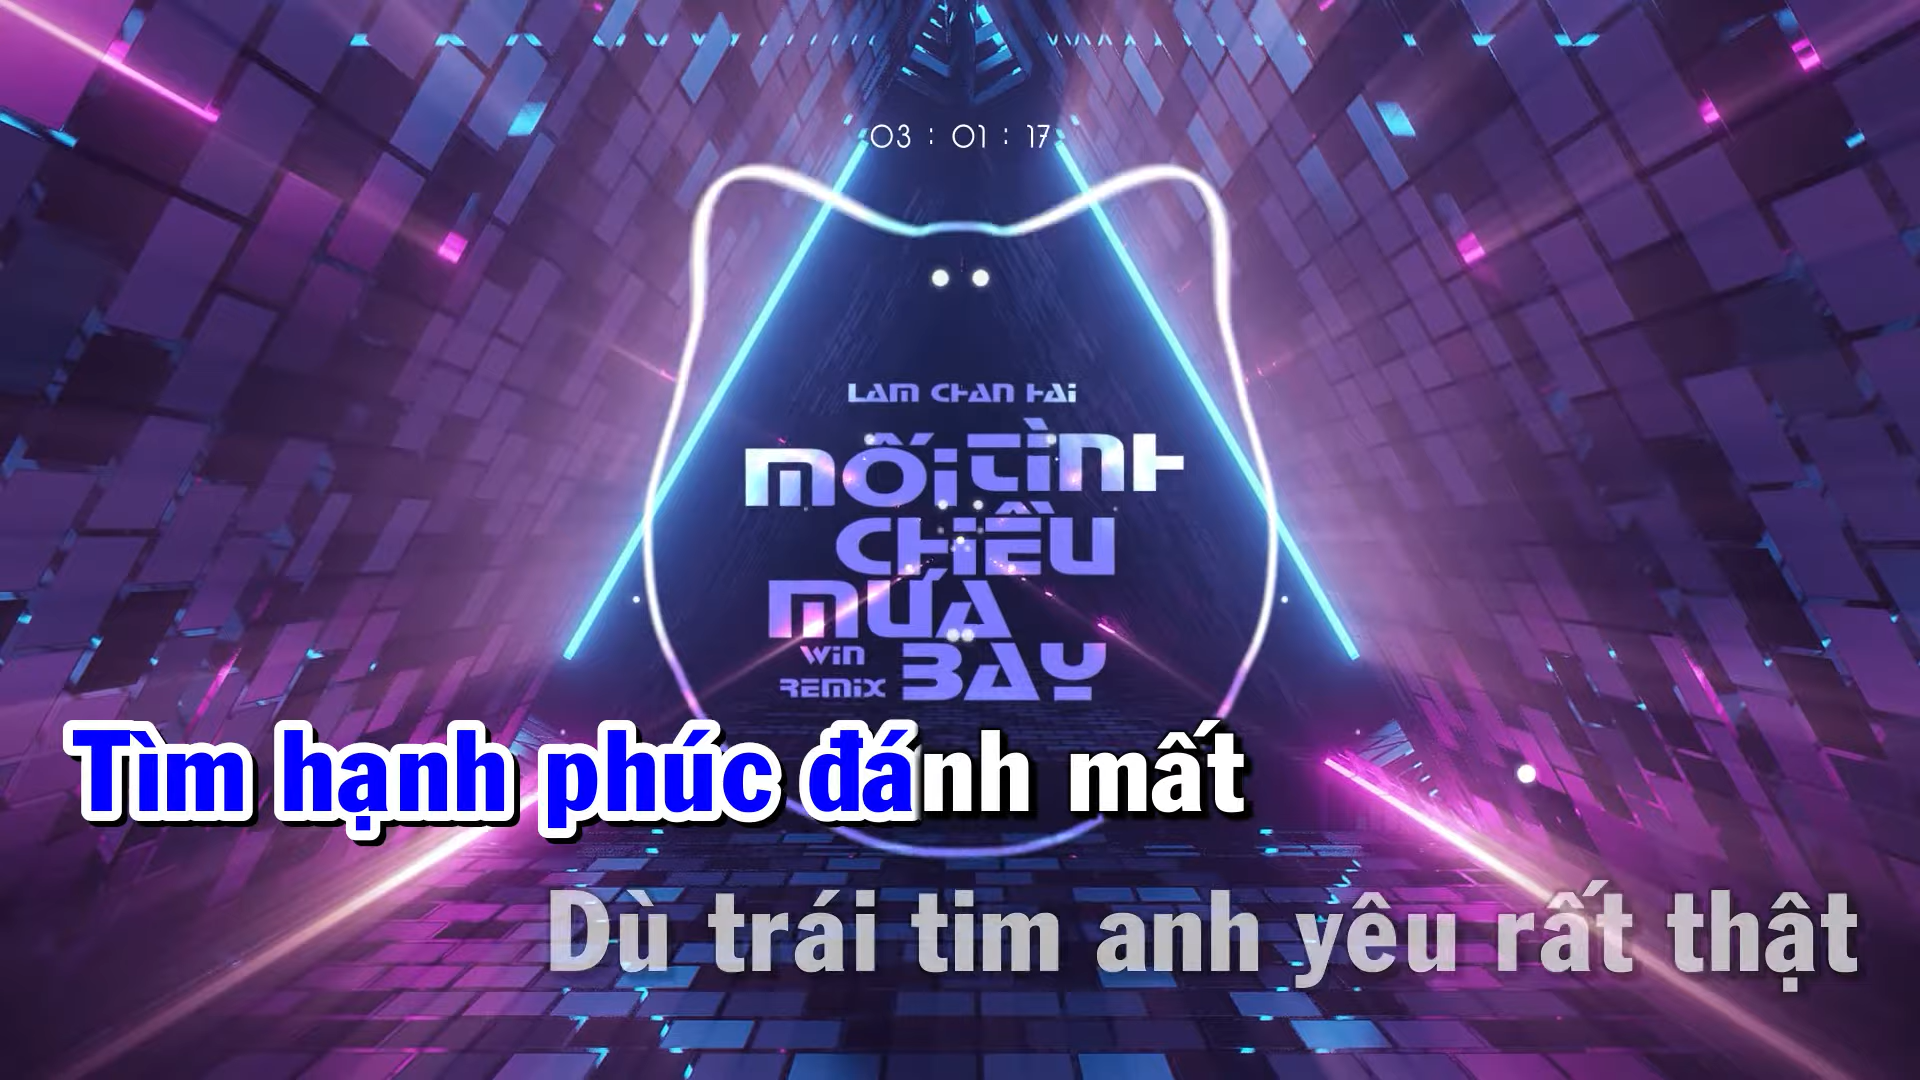 03 : 01 : 17
LAM CHAN HAI
MỐI TÌNH
CHIỀU
MƯA
WIN
REMIX BAY
Tìm hạnh phúc đánh mất
Dù trái tim anh yêu rất thật